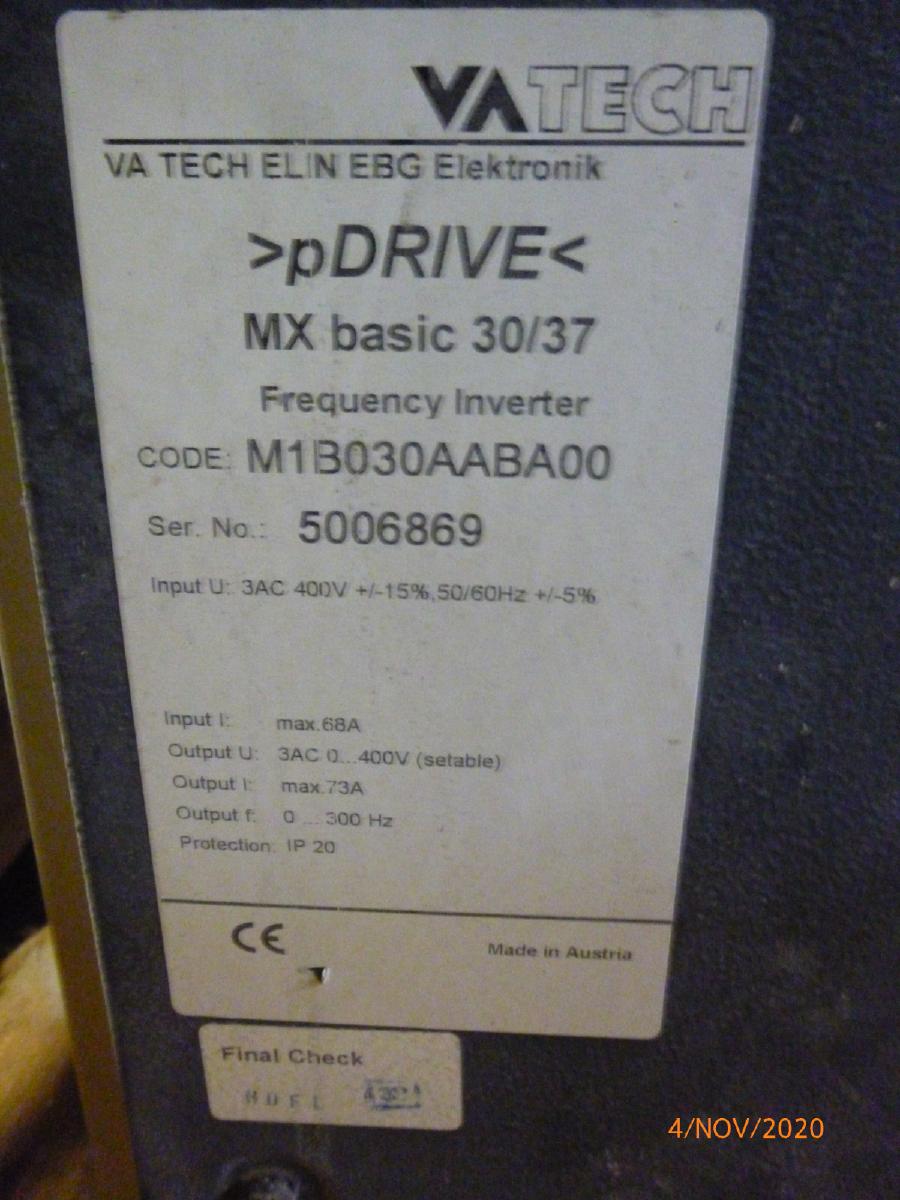 VA TECH
VA TECH ELIN EBG Elektronik
>pDRIVE<
MX basic 30/37
Frequency Inverter
CODE: M1B030AABA00
Ser. No.: 5006869
Input U: 3AC 400V +/-15%,50/60Hz +/-5%
Input I: max.68A
Output U: 3AC 0...400V (setable)
Output I: max.73A
Output f: 0 ... 300 Hz
Protection: IP 20
CE
Made in Austria
Final Check
4/NOV/2020